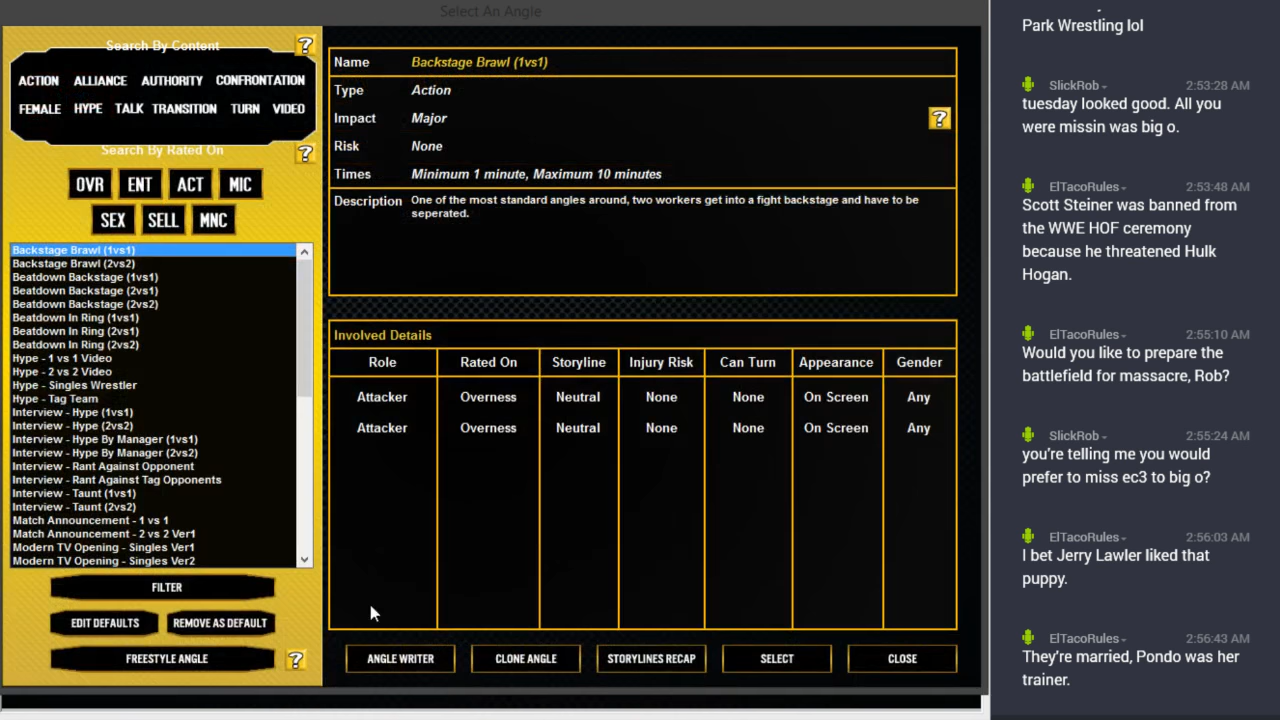 Select An Angle
Search By Content
?
ACTION ALLIANCE AUTHORITY CONFRONTATION
FEMALE HYPE TALK TRANSITION TURN VIDEO
Search By Rated On
?
OVR ENT ACT MIC
SEX SELL MNC
Backstage Brawl (1vs1)
Backstage Brawl (2vs2)
Beatdown Backstage (1vs1)
Beatdown Backstage (2vs1)
Beatdown Backstage (2vs2)
Beatdown In Ring (1vs1)
Beatdown In Ring (2vs1)
Beatdown In Ring (2vs2)
Hype - 1 vs 1 Video
Hype - 2 vs 2 Video
Hype - Singles Wrestler
Hype - Tag Team
Interview - Hype (1vs1)
Interview - Hype (2vs2)
Interview - Hype By Manager (1vs1)
Interview - Hype By Manager (2vs2)
Interview - Rant Against Opponent
Interview - Rant Against Tag Opponents
Interview - Taunt (1vs1)
Interview - Taunt (2vs2)
Match Announcement - 1 vs 1
Match Announcement - 2 vs 2 Ver1
Modern TV Opening - Singles Ver1
Modern TV Opening - Singles Ver2
FILTER
EDIT DEFAULTS REMOVE AS DEFAULT
FREESTYLE ANGLE ?
Name Backstage Brawl (1vs1)
Type Action
Impact Major ?
Risk None
Times Minimum 1 minute, Maximum 10 minutes
Description One of the most standard angles around, two workers get into a fight backstage and have to be
seperated.
Involved Details
Role Rated On Storyline Injury Risk Can Turn Appearance Gender
Attacker Overness Neutral None None On Screen Any
Attacker Overness Neutral None None On Screen Any
ANGLE WRITER CLONE ANGLE STORYLINES RECAP SELECT CLOSE
Park Wrestling lol
SlickRob 2:53:28 AM
tuesday looked good. All you
were missin was big o.
ElTacoRules 2:53:48 AM
Scott Steiner was banned from
the WWE HOF ceremony
because he threatened Hulk
Hogan.
ElTacoRules 2:55:10 AM
Would you like to prepare the
battlefield for massacre, Rob?
SlickRob 2:55:24 AM
you're telling me you would
prefer to miss ec3 to big o?
ElTacoRules 2:56:03 AM
I bet Jerry Lawler liked that
puppy.
ElTacoRules 2:56:43 AM
They're married, Pondo was her
trainer.